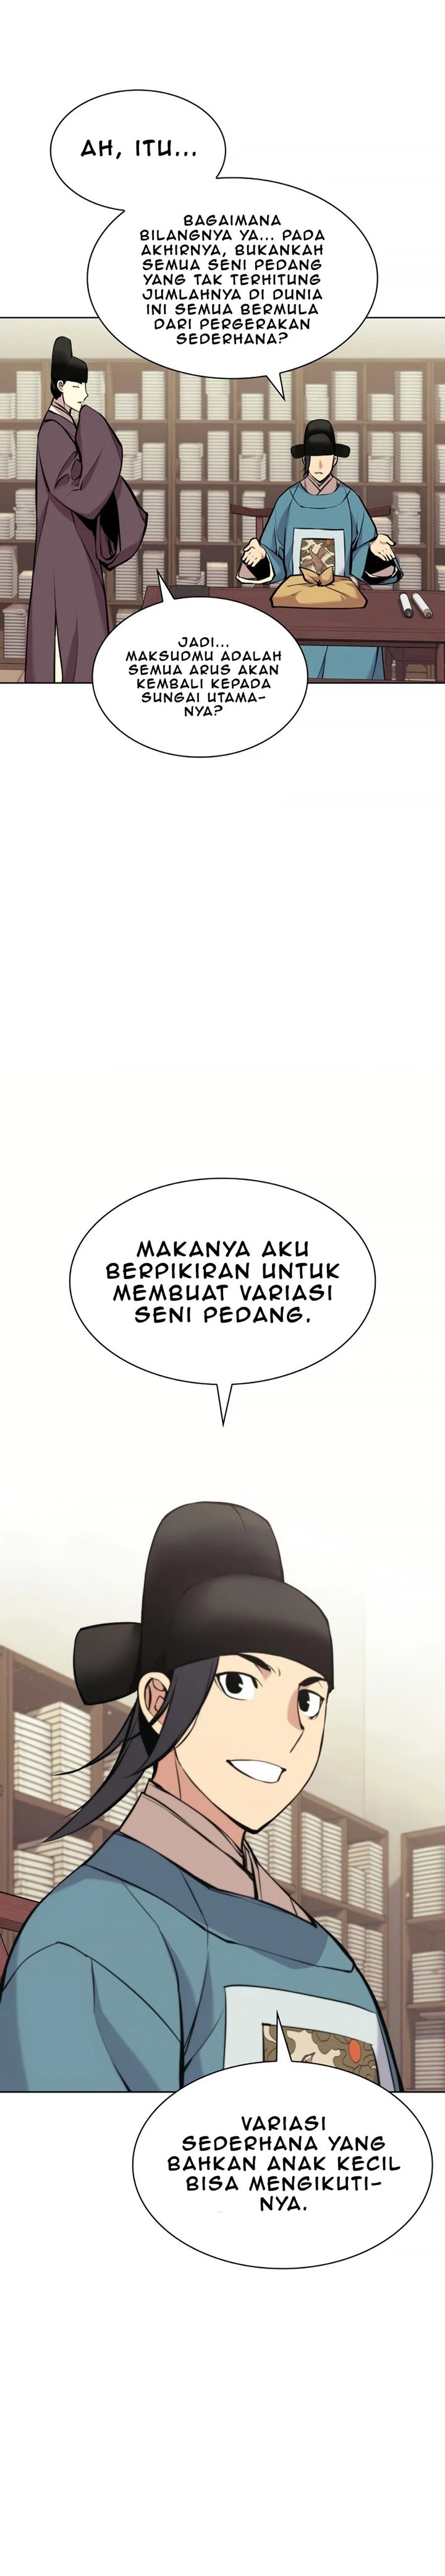 AH, ITU...
BAGAIMANA
BILANGNYA YA... PADA
AKHIRNYA, BUKANKAH
SEMUA SENI PEDANG
YANG TAK TERHITUNG
JUMLAHNYA DI DUNIA
INI SEMUA BERMULA
DARI PERGERAKAN
SEDERHANA?
JADI...
MAKSUDMU ADALAH
SEMUA ARUS AKAN
KEMBALI KEPADA
SUNGAI UTAMA-
NYA?
MAKANYA AKU
BERPIKIRAN UNTUK
MEMBUAT VARIASI
SENI PEDANG.
VARIASI
SEDERHANA YANG
BAHKAN ANAK KECIL
BISA MENGIKUTI-
NYA.